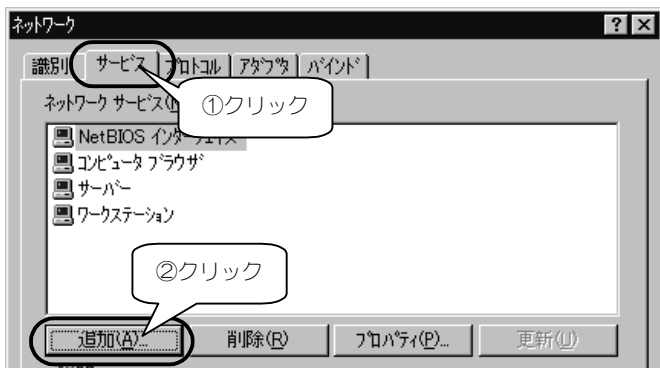 ネットワーク
識別 サービス プロトコル アダプタ バインド
ネットワーク サービス(N
①クリック
NetBIOS インターフェイス
コンピュータ ブラウザ
サーバー
ワークステーション
②クリック
追加(A)... 削除(R) プロパティ(P)... 更新(U)